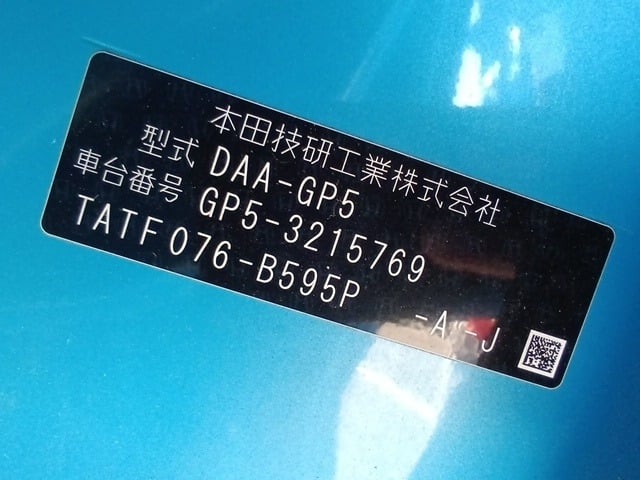 本田技研工業株式会社
型式 DAA-GP5
車台番号 GP5-3215769
TATF076-B595P -A -J